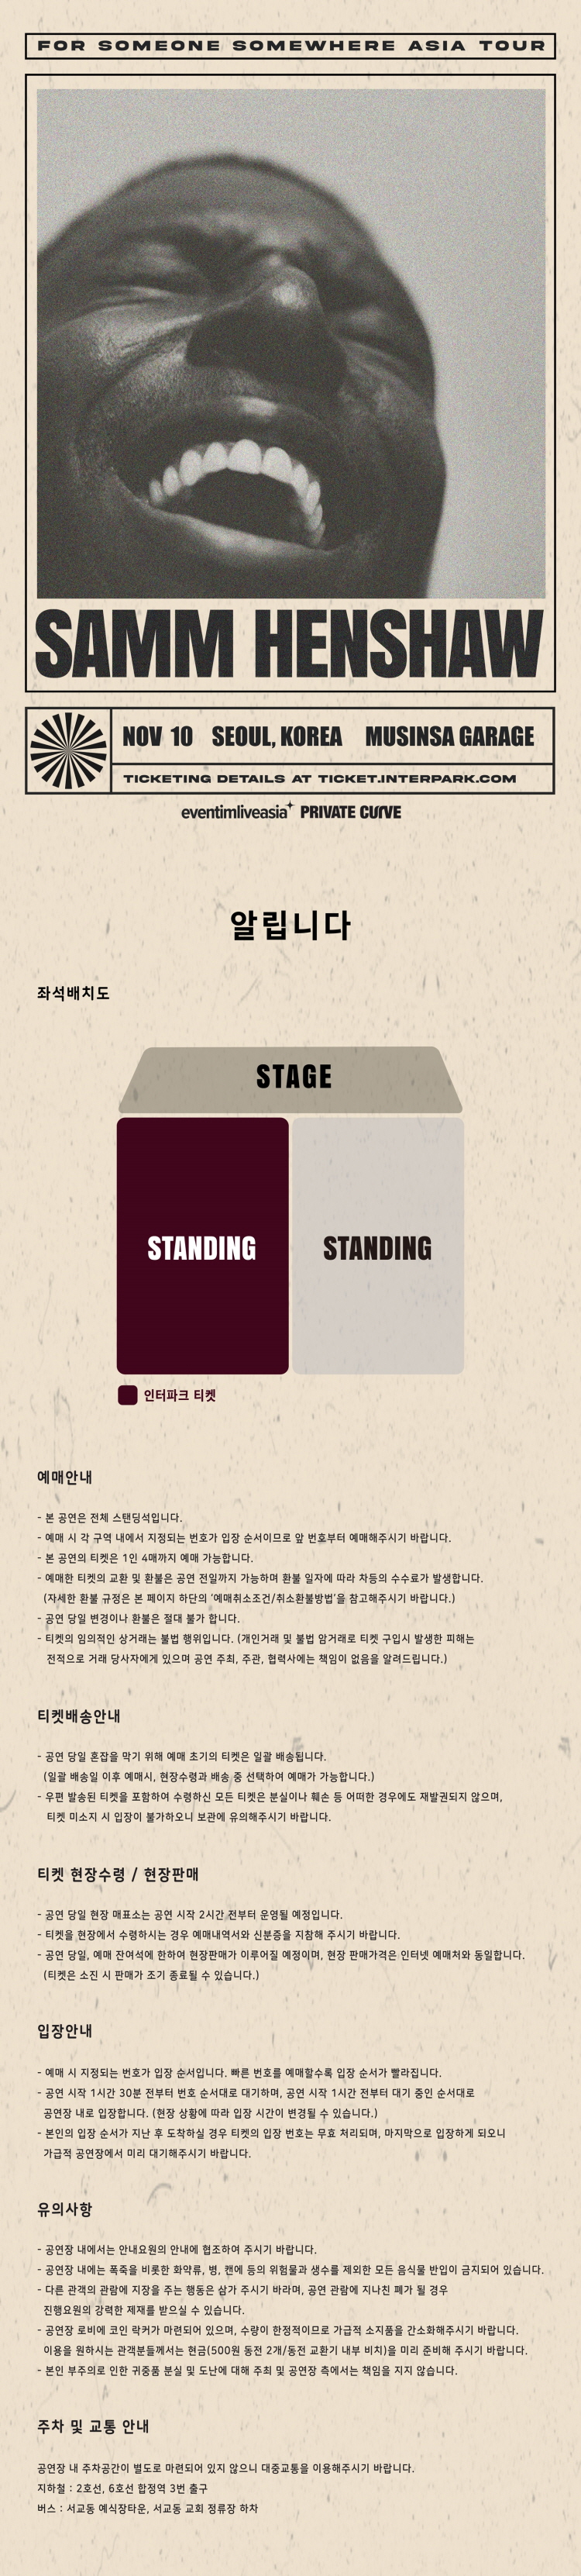 FOR SOMEONE SOMEWHERE ASIA TOUR
SAMM HENSHAW
NOV 10 SEOUL, KOREA MUSINSA GARAGE
TICKETING DETAILS AT TICKET.INTERPARK.COM
eventimliveasia PRIVATE CURVE
알립니다
좌석배치도
STAGE
STANDING STANDING
인터파크 티켓
예매안내
- 본 공연은 전체 스탠딩석입니다.
- 예매 시 각 구역 내에서 지정되는 번호가 입장 순서이므로 앞 번호부터 예매해주시기 바랍니다.
- 본 공연의 티켓은 1인 4매까지 예매 가능합니다.
- 예매한 티켓의 교환 및 환불은 공연 전일까지 가능하며 환불 일자에 따라 차등의 수수료가 발생합니다.
(자세한 환불 규정은 본 페이지 하단의 '예매취소조건/취소환불방법'을 참고해주시기 바랍니다.)
- 공연 당일 변경이나 환불은 절대 불가 합니다.
- 티켓의 임의적인 상거래는 불법 행위입니다. (개인거래 및 불법 암거래로 티켓 구입시 발생한 피해는
전적으로 거래 당사자에게 있으며 공연 주최, 주관, 협력사에는 책임이 없음을 알려드립니다.)
티켓배송안내
- 공연 당일 혼잡을 막기 위해 예매 초기의 티켓은 일괄 배송됩니다.
(일괄 배송일 이후 예매시, 현장수령과 배송 중 선택하여 예매가 가능합니다.)
- 우편 발송된 티켓을 포함하여 수령하신 모든 티켓은 분실이나 훼손 등 어떠한 경우에도 재발권되지 않으며,
티켓 미소지 시 입장이 불가하오니 보관에 유의해주시기 바랍니다.
티켓 현장수령 / 현장판매
- 공연 당일 현장 매표소는 공연 시작 2시간 전부터 운영될 예정입니다.
- 티켓을 현장에서 수령하시는 경우 예매내역서와 신분증을 지참해 주시기 바랍니다.
- 공연 당일, 예매 잔여석에 한하여 현장판매가 이루어질 예정이며, 현장 판매가격은 인터넷 예매처와 동일합니다.
(티켓은 소진 시 판매가 조기 종료될 수 있습니다.)
입장안내
- 예매 시 지정되는 번호가 입장 순서입니다. 빠른 번호를 예매할수록 입장 순서가 빨라집니다.
- 공연 시작 1시간 30분 전부터 번호 순서대로 대기하며, 공연 시작 1시간 전부터 대기 중인 순서대로
공연장 내로 입장합니다. (현장 상황에 따라 입장 시간이 변경될 수 있습니다.)
- 본인의 입장 순서가 지난 후 도착하실 경우 티켓의 입장 번호는 무효 처리되며, 마지막으로 입장하게 되오니
가급적 공연장에서 미리 대기해주시기 바랍니다.
유의사항
- 공연장 내에서는 안내요원의 안내에 협조하여 주시기 바랍니다.
- 공연장 내에는 폭죽을 비롯한 화약류, 병, 캔에 등의 위험물과 생수를 제외한 모든 음식물 반입이 금지되어 있습니다.
- 다른 관객의 관람에 지장을 주는 행동은 삼가 주시기 바라며, 공연 관람에 지나친 폐가 될 경우
진행요원의 강력한 제재를 받으실 수 있습니다.
- 공연장 로비에 코인 락커가 마련되어 있으며, 수량이 한정적이므로 가급적 소지품을 간소화해주시기 바랍니다.
이용을 원하시는 관객분들께서는 현금(500원 동전 2개/동전 교환기 내부 비치)을 미리 준비해 주시기 바랍니다.
- 본인 부주의로 인한 귀중품 분실 및 도난에 대해 주최 및 공연장 측에서는 책임을 지지 않습니다.
주차 및 교통 안내
공연장 내 주차공간이 별도로 마련되어 있지 않으니 대중교통을 이용해주시기 바랍니다.
지하철 : 2호선, 6호선 합정역 3번 출구
버스 : 서교동 예식장타운, 서교동 교회 정류장 하차